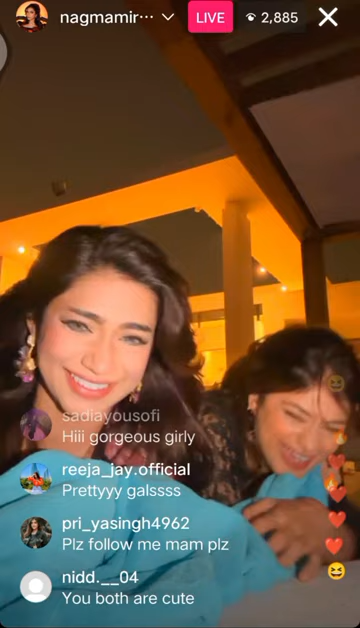 nagmamir...
LIVE
2,885
sadiayousofi
Hiii gorgeous girly
reeja_jay.official
Prettyyy galssss
pri_yasingh4962
Plz follow me mam plz
nidd.__04
You both are cute